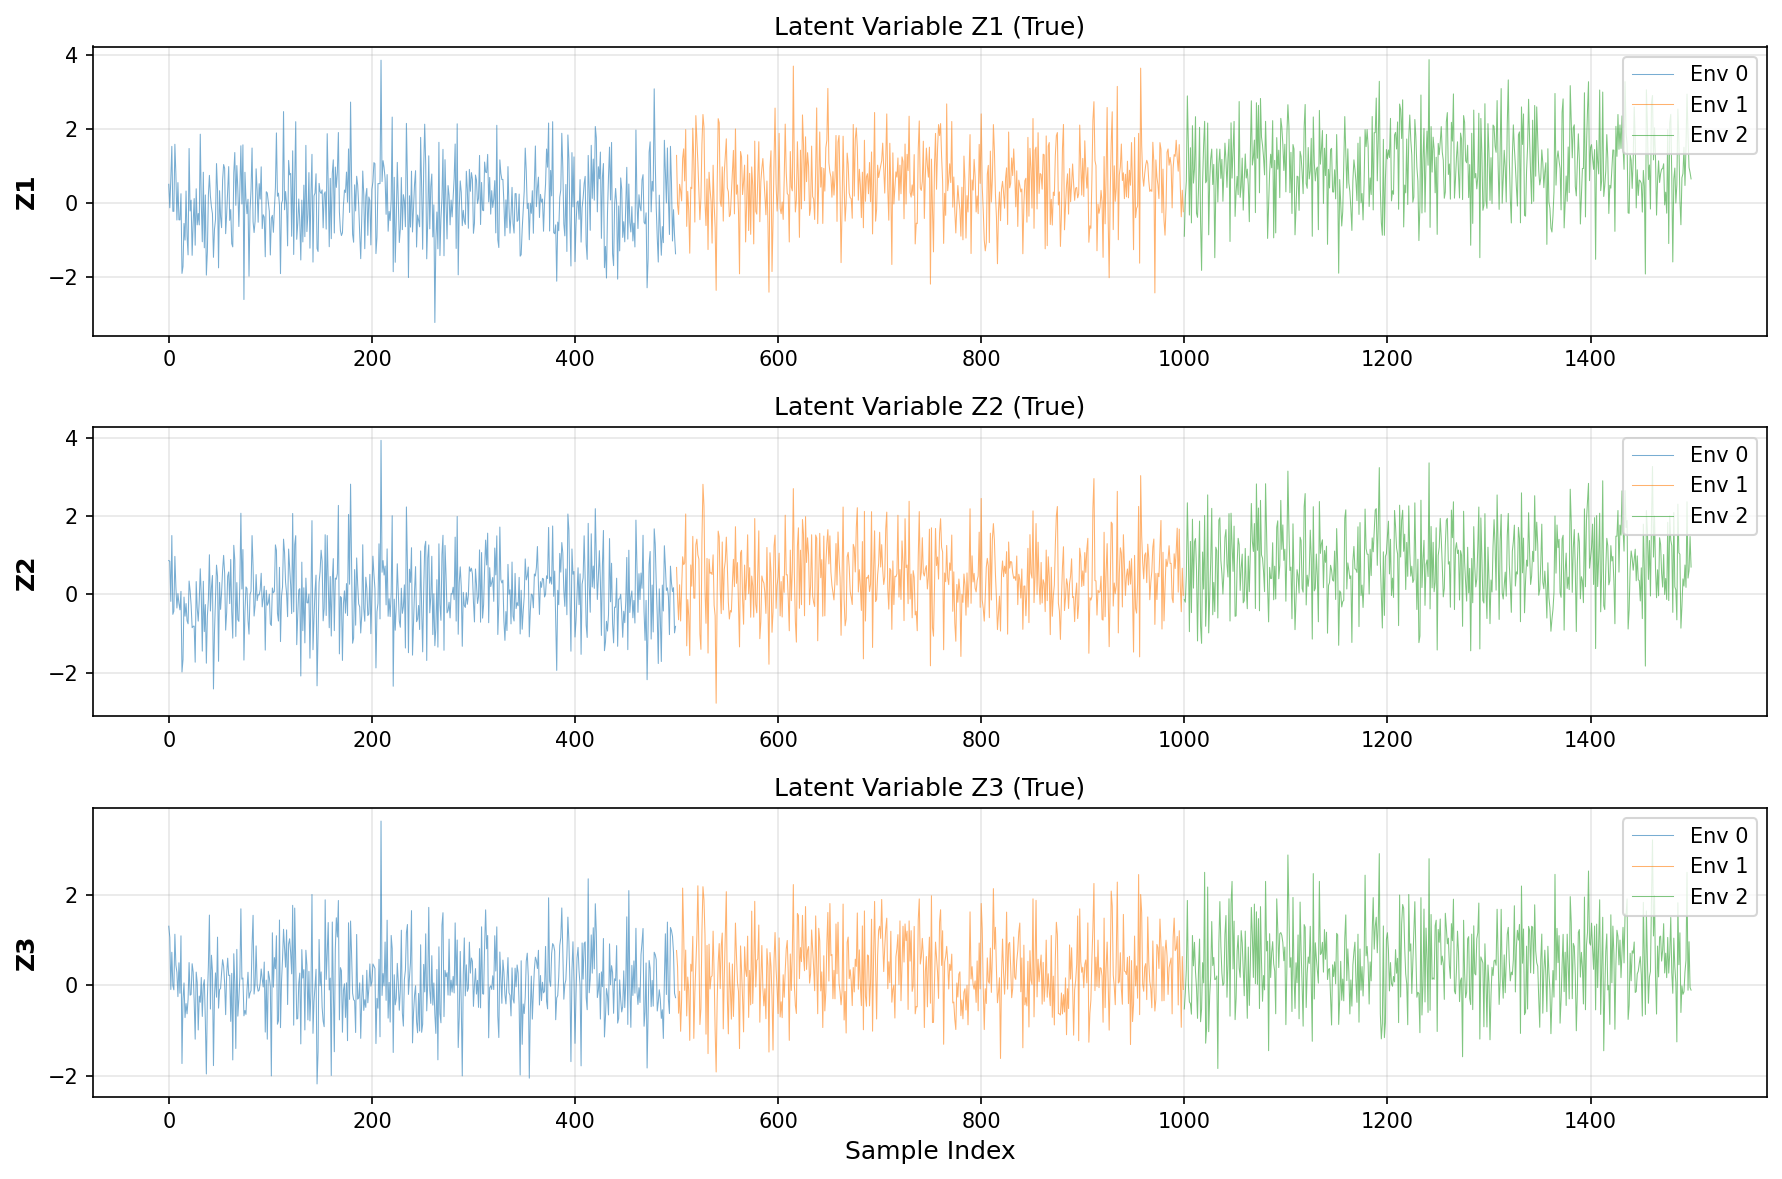 Latent Variable Z1 (True)
4
2
0
−2
Z1
Env 0
Env 1
Env 2
0 200 400 600 800 1000 1200 1400
Latent Variable Z2 (True)
4
2
0
−2
Z2
Env 0
Env 1
Env 2
0 200 400 600 800 1000 1200 1400
Latent Variable Z3 (True)
2
0
−2
Z3
Env 0
Env 1
Env 2
0 200 400 600 800 1000 1200 1400
Sample Index